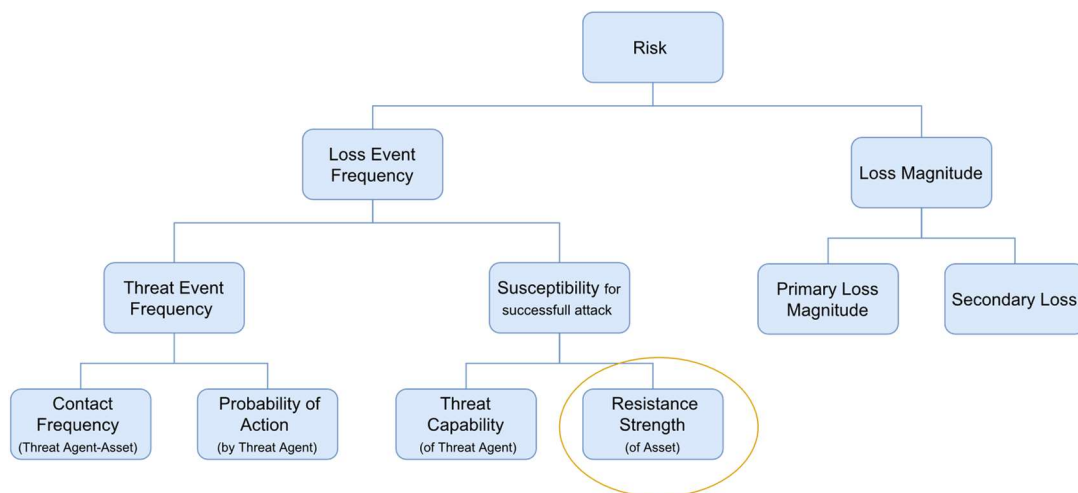 Risk
Loss Event
Frequency
Loss Magnitude
Threat Event
Frequency
Susceptibility for
successfull attack
Primary Loss
Magnitude
Secondary Loss
Contact
Frequency
(Threat Agent-Asset)
Probability of
Action
(by Threat Agent)
Threat
Capability
(of Threat Agent)
Resistance
Strength
(of Asset)